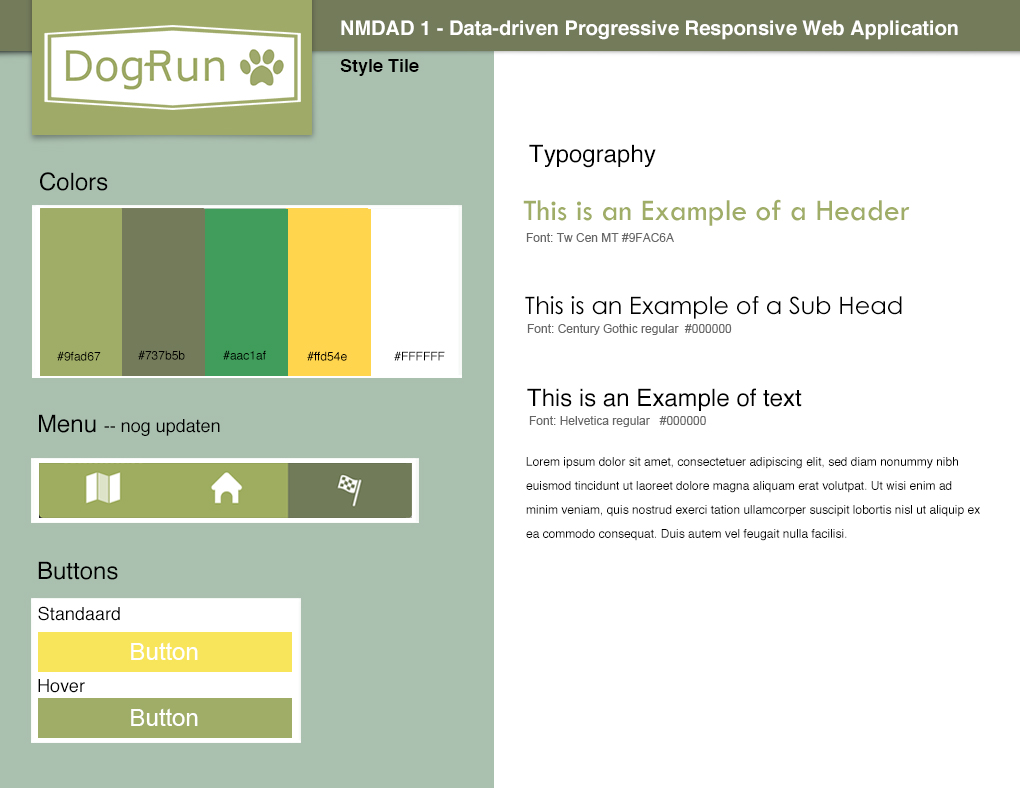 NMDAD 1 - Data-driven Progressive Responsive Web Application
DogRun
Style Tile
Colors
#9fad67
#737b5b
#aac1af
#ffd54e
#FFFFFF
Menu -- nog updaten
Buttons
Standaard
Button
Hover
Button
Typography
This is an Example of a Header
Font: Tw Cen MT #9FAC6A
This is an Example of a Sub Head
Font: Century Gothic regular #000000
This is an Example of text
Font: Helvetica regular #000000
Lorem ipsum dolor sit amet, consectetuer adipiscing elit, sed diam nonummy nibh
euismod tincidunt ut laoreet dolore magna aliquam erat volutpat. Ut wisi enim ad
minim veniam, quis nostrud exerci tation ullamcorper suscipit lobortis nisl ut aliquip ex
ea commodo consequat. Duis autem vel feugait nulla facilisi.